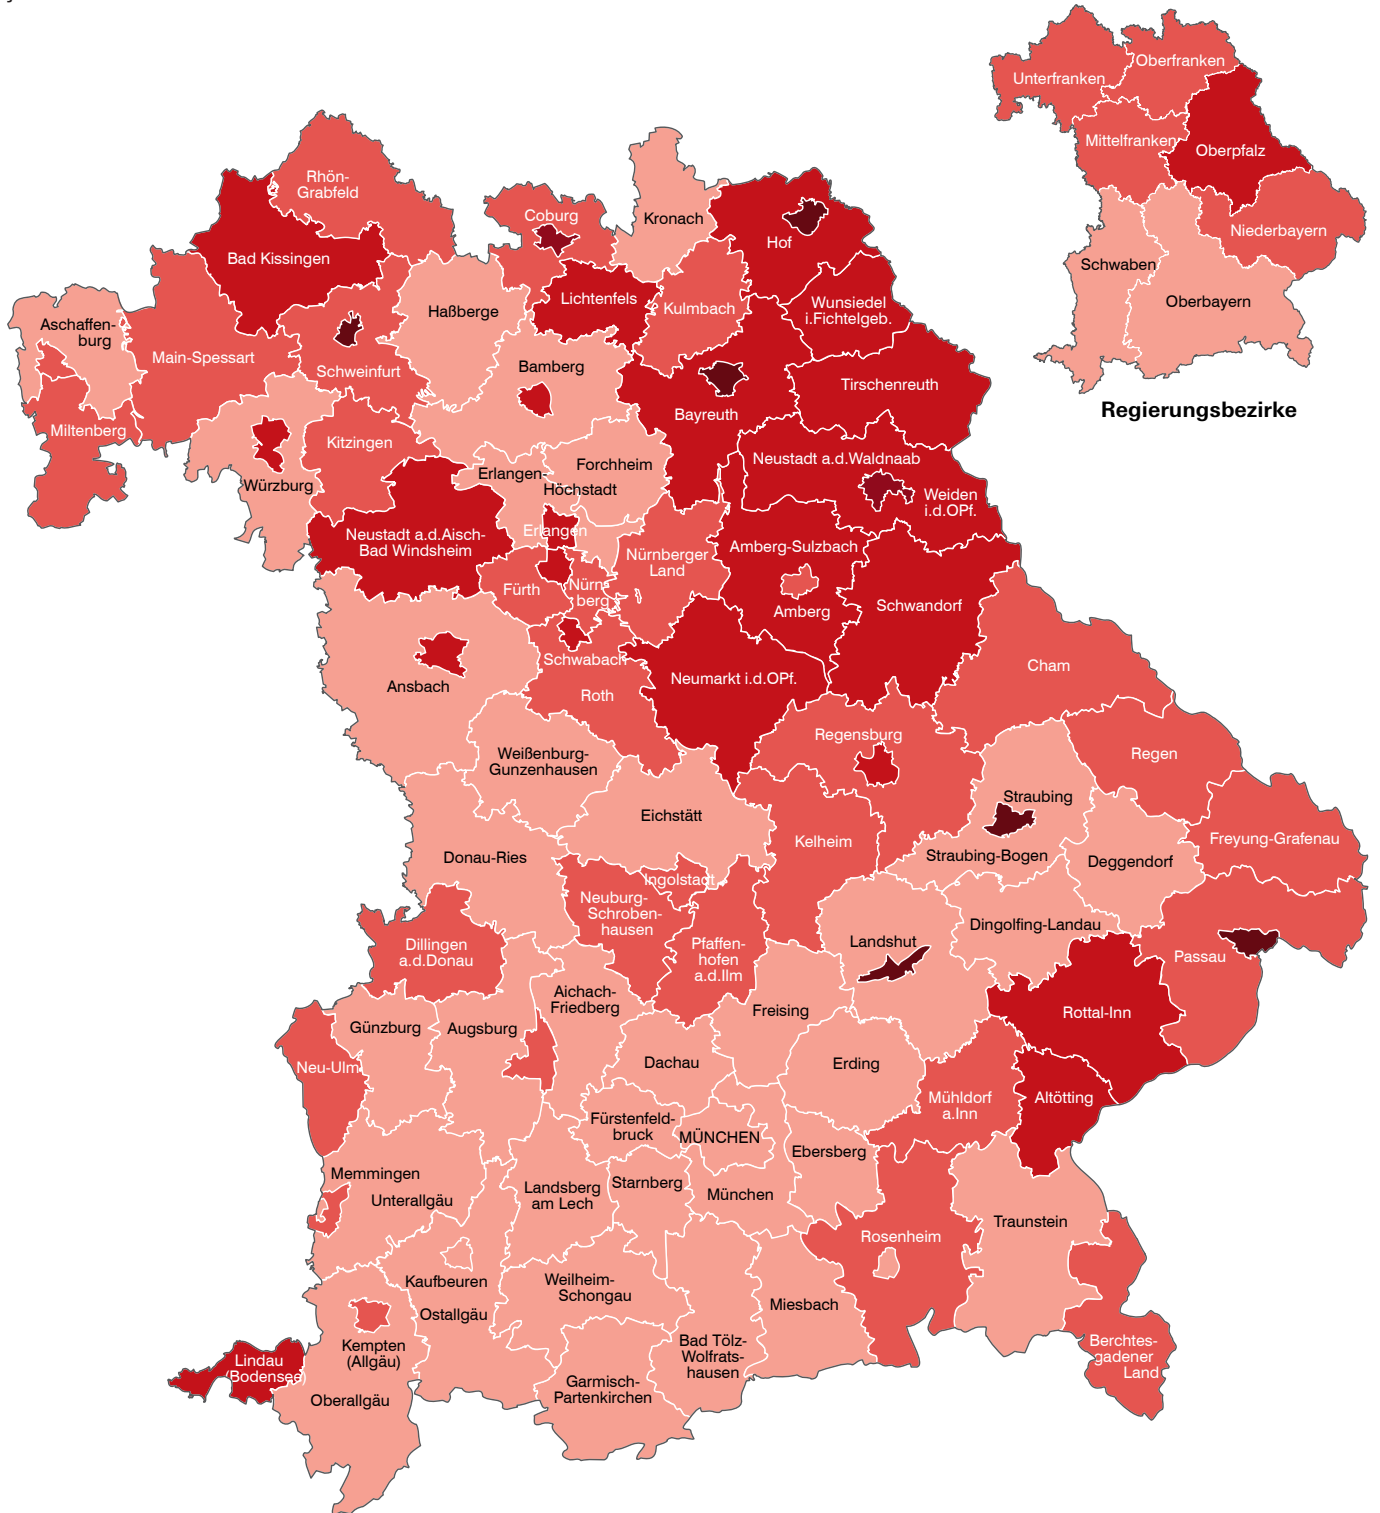 Unterfranken
Oberfranken
Mittelfranken
Oberpfalz
Niederbayern
Schwaben
Oberbayern
Regierungsbezirke
Rhön-
Grabfeld
Coburg
Kronach
Hof
Bad Kissingen
Lichtenfels
Kulmbach
Wunsiedel
i.Fichtelgeb.
Haßberge
Aschaffen-
burg
Main-Spessart
Schweinfurt
Bamberg
Bayreuth
Tirschenreuth
Miltenberg
Kitzingen
Würzburg
Erlangen-
Höchstadt
Forchheim
Neustadt a.d.Waldnaab
Weiden
i.d.OPf.
Neustadt a.d.Aisch-
Bad Windsheim
Erlangen
Fürth
Nürn-
berg
Nürnberger
Land
Amberg-Sulzbach
Amberg
Schwandorf
Ansbach
Schwabach
Roth
Neumarkt i.d.OPf.
Cham
Weißenburg-
Gunzenhausen
Regensburg
Regen
Eichstätt
Straubing
Kelheim
Freyung-Grafenau
Donau-Ries
Straubing-Bogen
Deggendorf
Ingolstadt
Neuburg-
Schroben-
hausen
Dingolfing-Landau
Dillingen
a.d.Donau
Pfaffen-
hofen
a.d.Ilm
Landshut
Passau
Aichach-
Friedberg
Freising
Rottal-Inn
Günzburg
Augsburg
Neu-Ulm
Dachau
Erding
Mühldorf
a.Inn
Altötting
Fürstenfeld-
bruck
MÜNCHEN
Ebersberg
Memmingen
Unterallgäu
Landsberg
am Lech
Starnberg
München
Traunstein
Rosenheim
Kaufbeuren
Weilheim-
Schongau
Ostallgäu
Miesbach
Kempten
(Allgäu)
Bad Tölz-
Wolfrats-
hausen
Berchtes-
gadener
Land
Lindau
(Bodensee)
Oberallgäu
Garmisch-
Partenkirchen